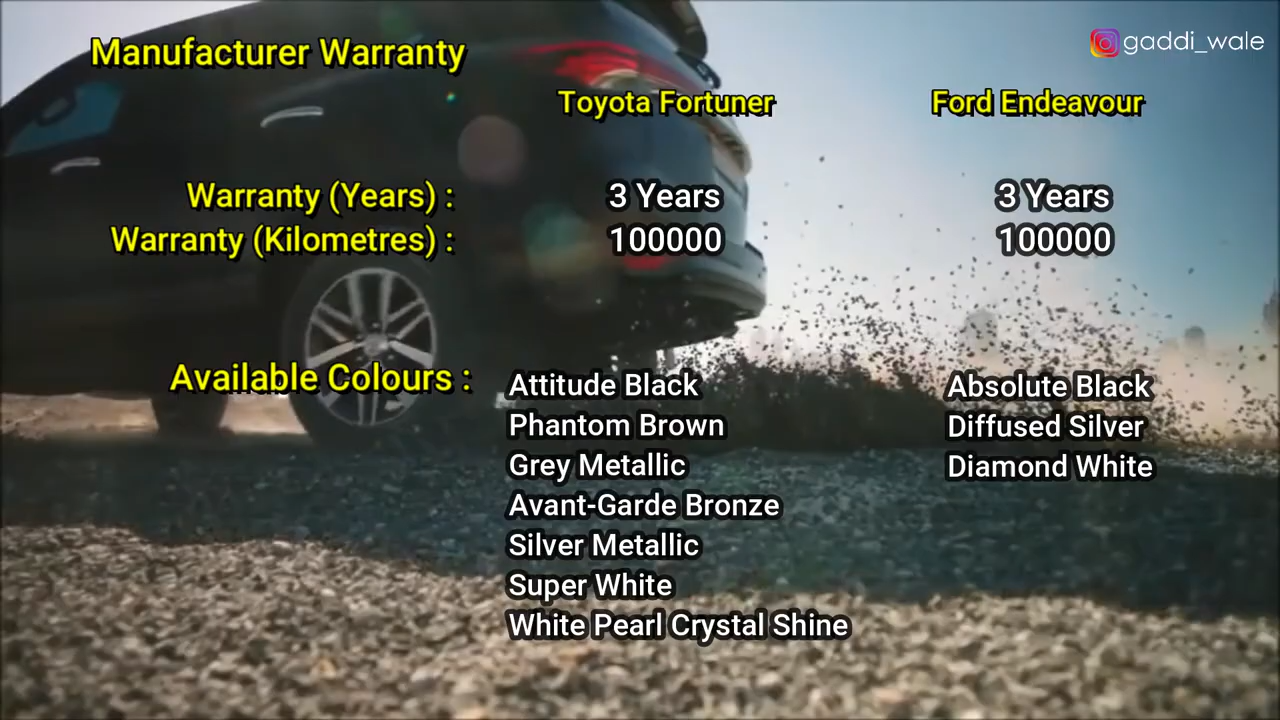 Manufacturer Warranty
gaddi_wale
Toyota Fortuner Ford Endeavour
Warranty (Years) : 3 Years 3 Years
Warranty (Kilometres) : 100000 100000
Available Colours : Attitude Black Absolute Black
Phantom Brown Diffused Silver
Grey Metallic Diamond White
Avant-Garde Bronze
Silver Metallic
Super White
White Pearl Crystal Shine